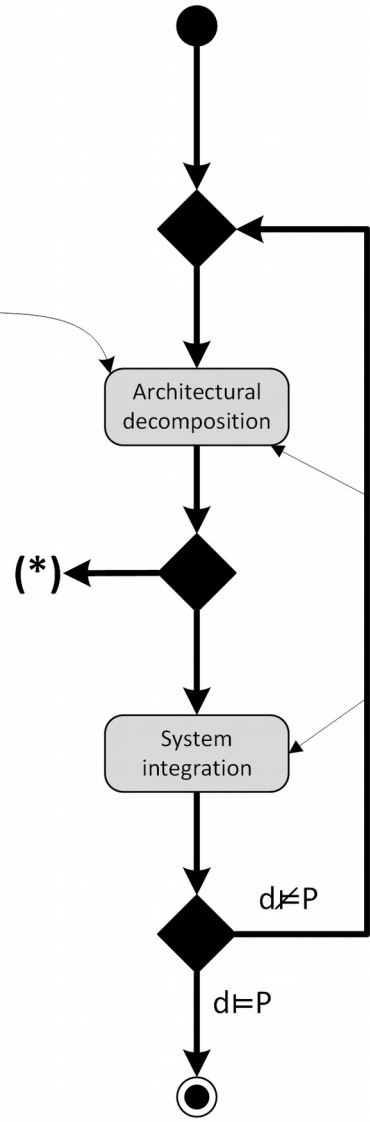 Architectural
decomposition
(*)
System
integration
d⊭P
d⊨P